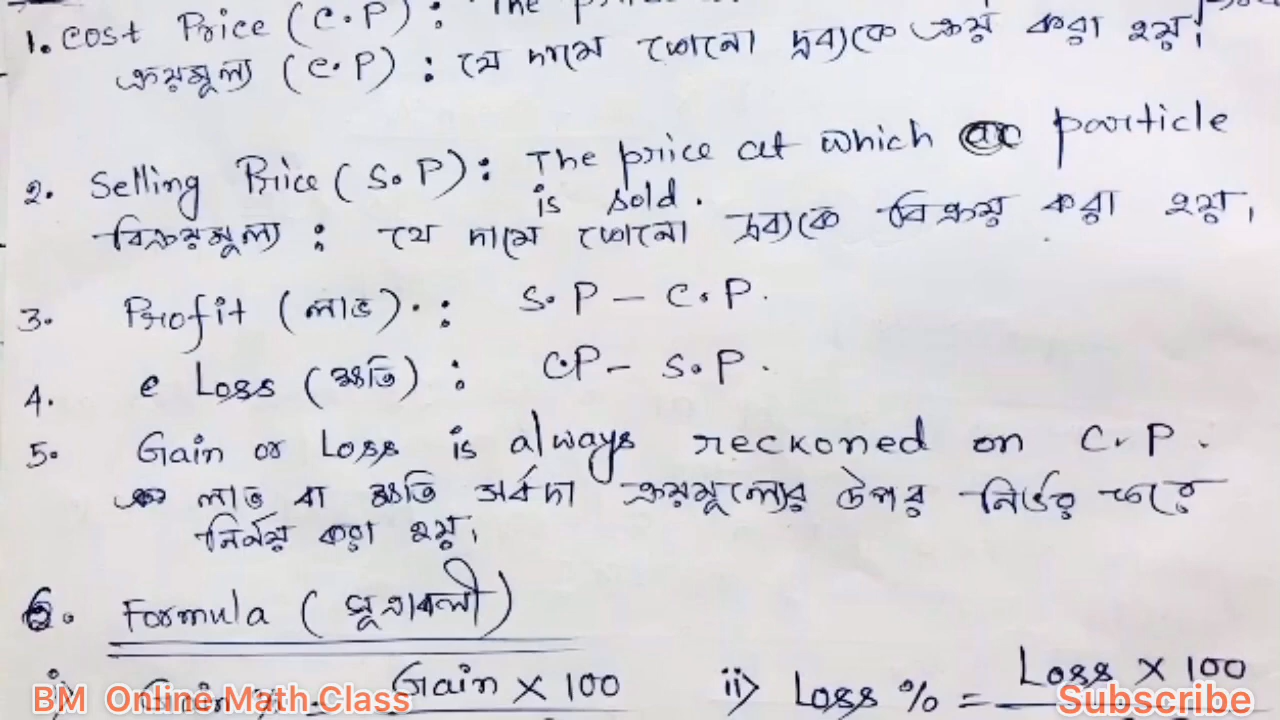 1. Cost Price (C.P) : The
ক্রয়মূল্য (C.P) : যে দামে কোনো দ্রব্যকে ক্রয় করা হয়।
2. Selling Price (S.P) : The price at which particle
is sold.
বিক্রয়মূল্য : যে দামে কোনো দ্রব্যকে বিক্রয় করা হয়।
3. Profit (লাভ) . : S.P - C.P.
4. e Loss (ক্ষতি) : C.P - S.P.
5. Gain or Loss is always reckoned on C.P.
লাভ বা ক্ষতি সর্বদা ক্রয়মূল্যের উপর নির্ভর করে
নির্নয় করা হয়।
6. Formula (সূত্রাবলী)
i) Gain % = Gain × 100 ii) Loss % = Loss × 100
BM Online Math Class Subscribe